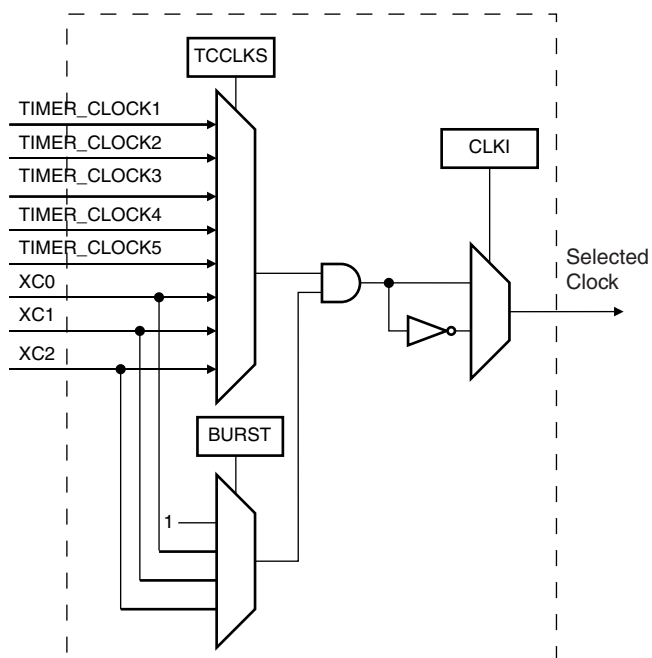 TCCLKS
TIMER_CLOCK1
TIMER_CLOCK2
TIMER_CLOCK3
TIMER_CLOCK4
TIMER_CLOCK5
XC0
XC1
XC2
CLKI
Selected
Clock
BURST
1